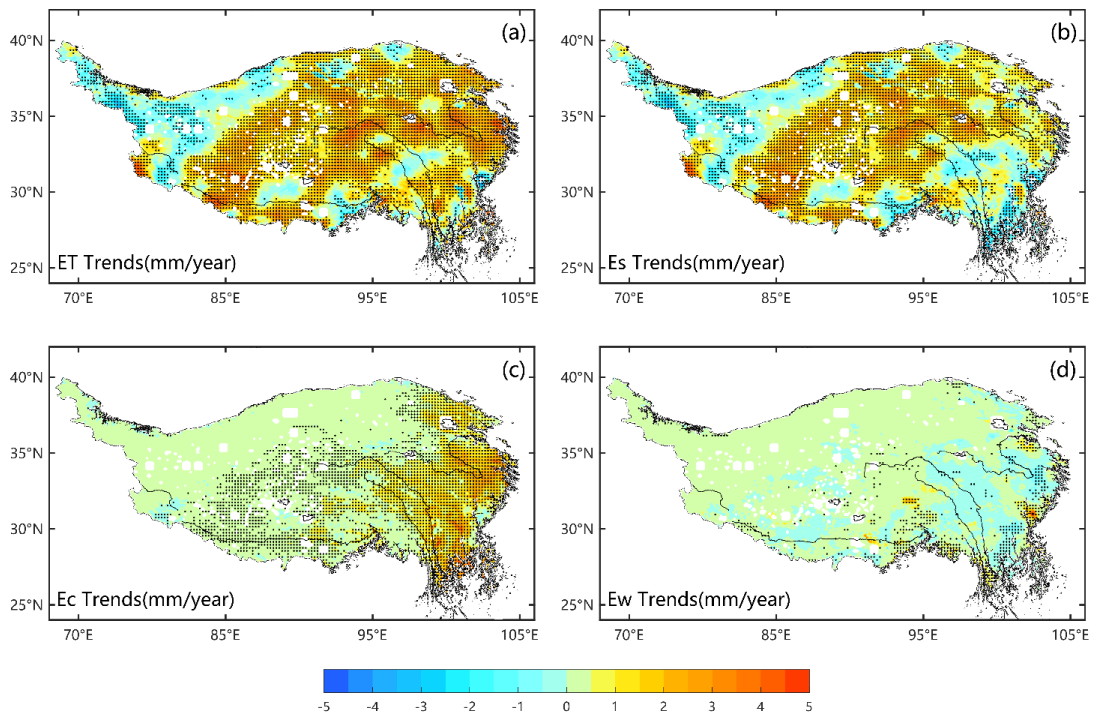 (a)
40°N
35°N
30°N
25°N
ET Trends(mm/year)
70°E 85°E 95°E 105°E
(b)
40°N
35°N
30°N
25°N
Es Trends(mm/year)
70°E 85°E 95°E 105°E
(c)
40°N
35°N
30°N
25°N
Ec Trends(mm/year)
70°E 85°E 95°E 105°E
(d)
40°N
35°N
30°N
25°N
Ew Trends(mm/year)
70°E 85°E 95°E 105°E
-5 -4 -3 -2 -1 0 1 2 3 4 5